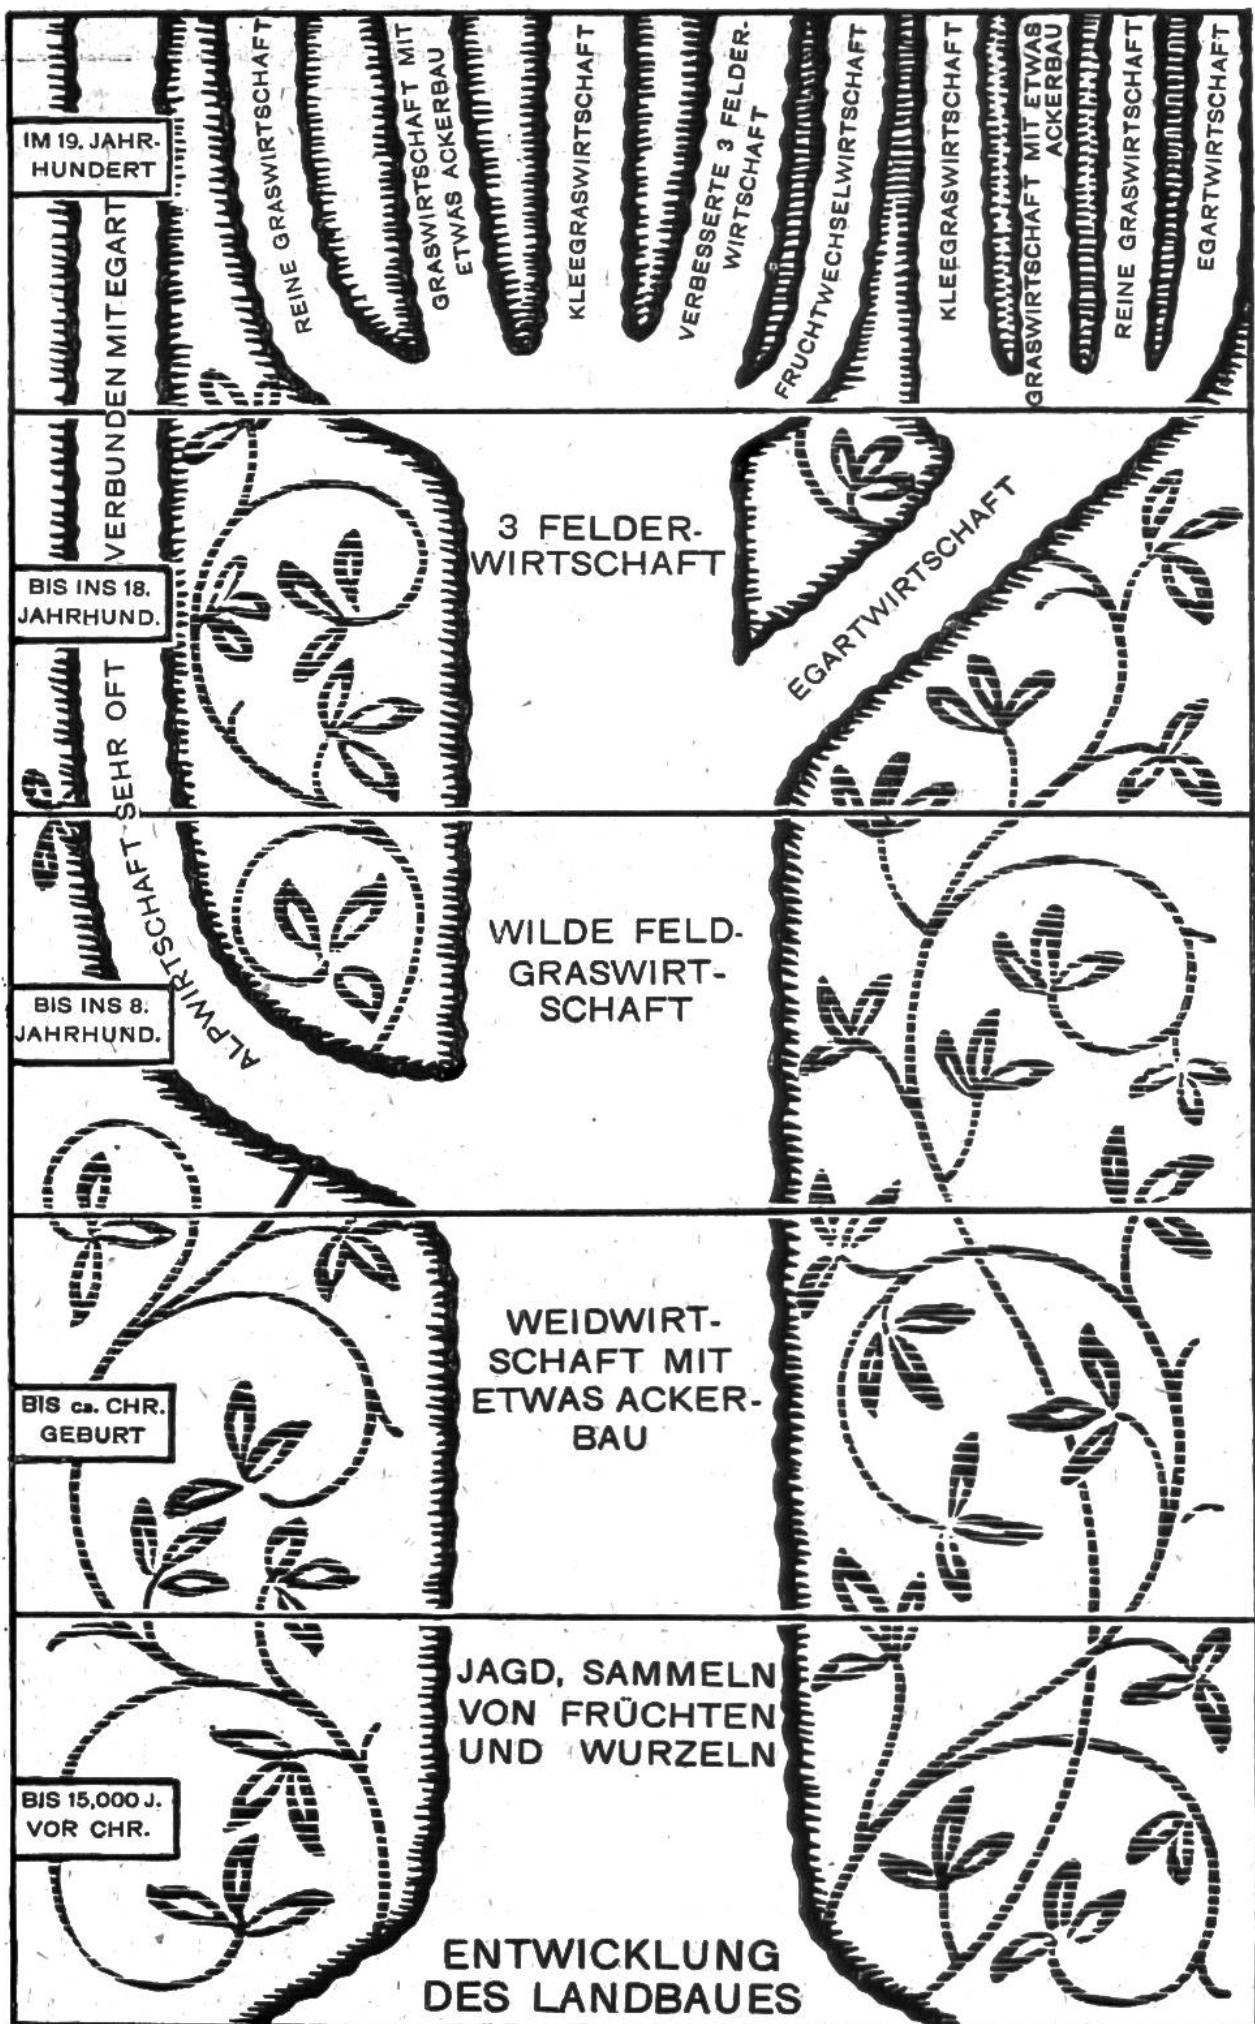 IM 19. JAHR-
HUNDERT
REINE GRASWIRTSCHAFT
GRASWIRTSCHAFT MIT
ETWAS ACKERBAU
KLEEGRASWIRTSCHAFT
VERBESSERTE 3 FELDER-
WIRTSCHAFT
FRUCHTWECHSELWIRTSCHAFT
KLEEGRASWIRTSCHAFT
GRASWIRTSCHAFT MIT ETWAS
ACKERBAU
REINE GRASWIRTSCHAFT
EGARTWIRTSCHAFT
ALPWIRTSCHAFT SEHR OFT VERBUNDEN MIT EGART
BIS INS 18.
JAHRHUND.
3 FELDER-
WIRTSCHAFT
EGARTWIRTSCHAFT
BIS INS 8.
JAHRHUND.
WILDE FELD-
GRASWIRT-
SCHAFT
BIS ca. CHR.
GEBURT
WEIDWIRT-
SCHAFT MIT
ETWAS ACKER-
BAU
BIS 15,000 J.
VOR CHR.
JAGD, SAMMELN
VON FRÜCHTEN
UND WURZELN
ENTWICKLUNG
DES LANDBAUES